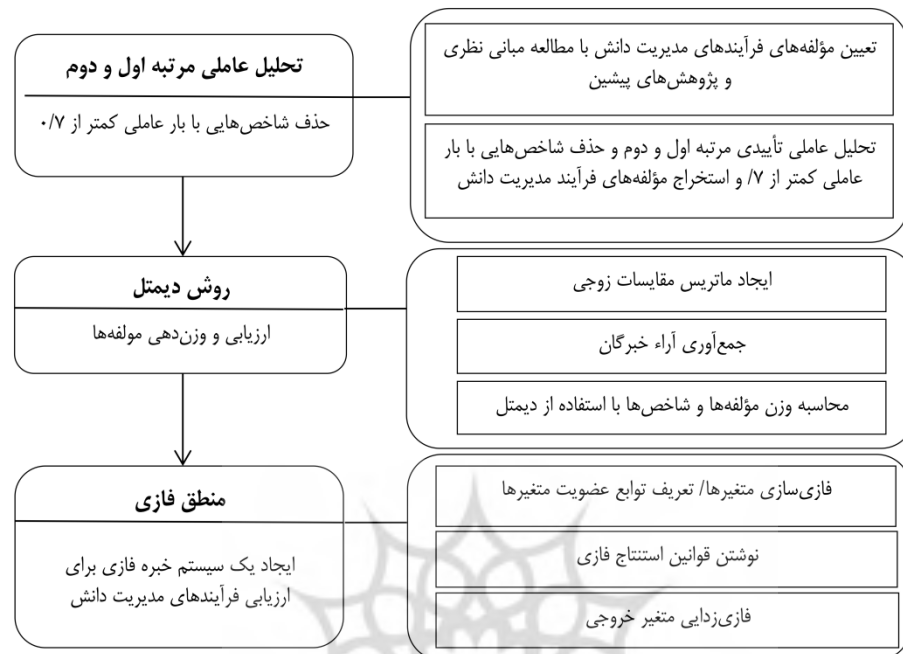 تحلیل عاملی مرتبه اول و دوم
حذف شاخص‌هایی با بار عاملی کمتر از ۰/۷
تعیین مؤلفه‌های فرآیندهای مدیریت دانش با مطالعه مبانی نظری
و پژوهش‌های پیشین
تحلیل عاملی تأییدی مرتبه اول و دوم و حذف شاخص‌هایی با بار
عاملی کمتر از ۷/ و استخراج مؤلفه‌های فرآیند مدیریت دانش
روش دیمتل
ارزیابی و وزن‌دهی مولفه‌ها
ایجاد ماتریس مقایسات زوجی
جمع‌آوری آراء خبرگان
محاسبه وزن مؤلفه‌ها و شاخص‌ها با استفاده از دیمتل
منطق فازی
ایجاد یک سیستم خبره فازی برای
ارزیابی فرآیندهای مدیریت دانش
فازی‌سازی متغیرها/ تعریف توابع عضویت متغیرها
نوشتن قوانین استنتاج فازی
فازی‌زدایی متغیر خروجی